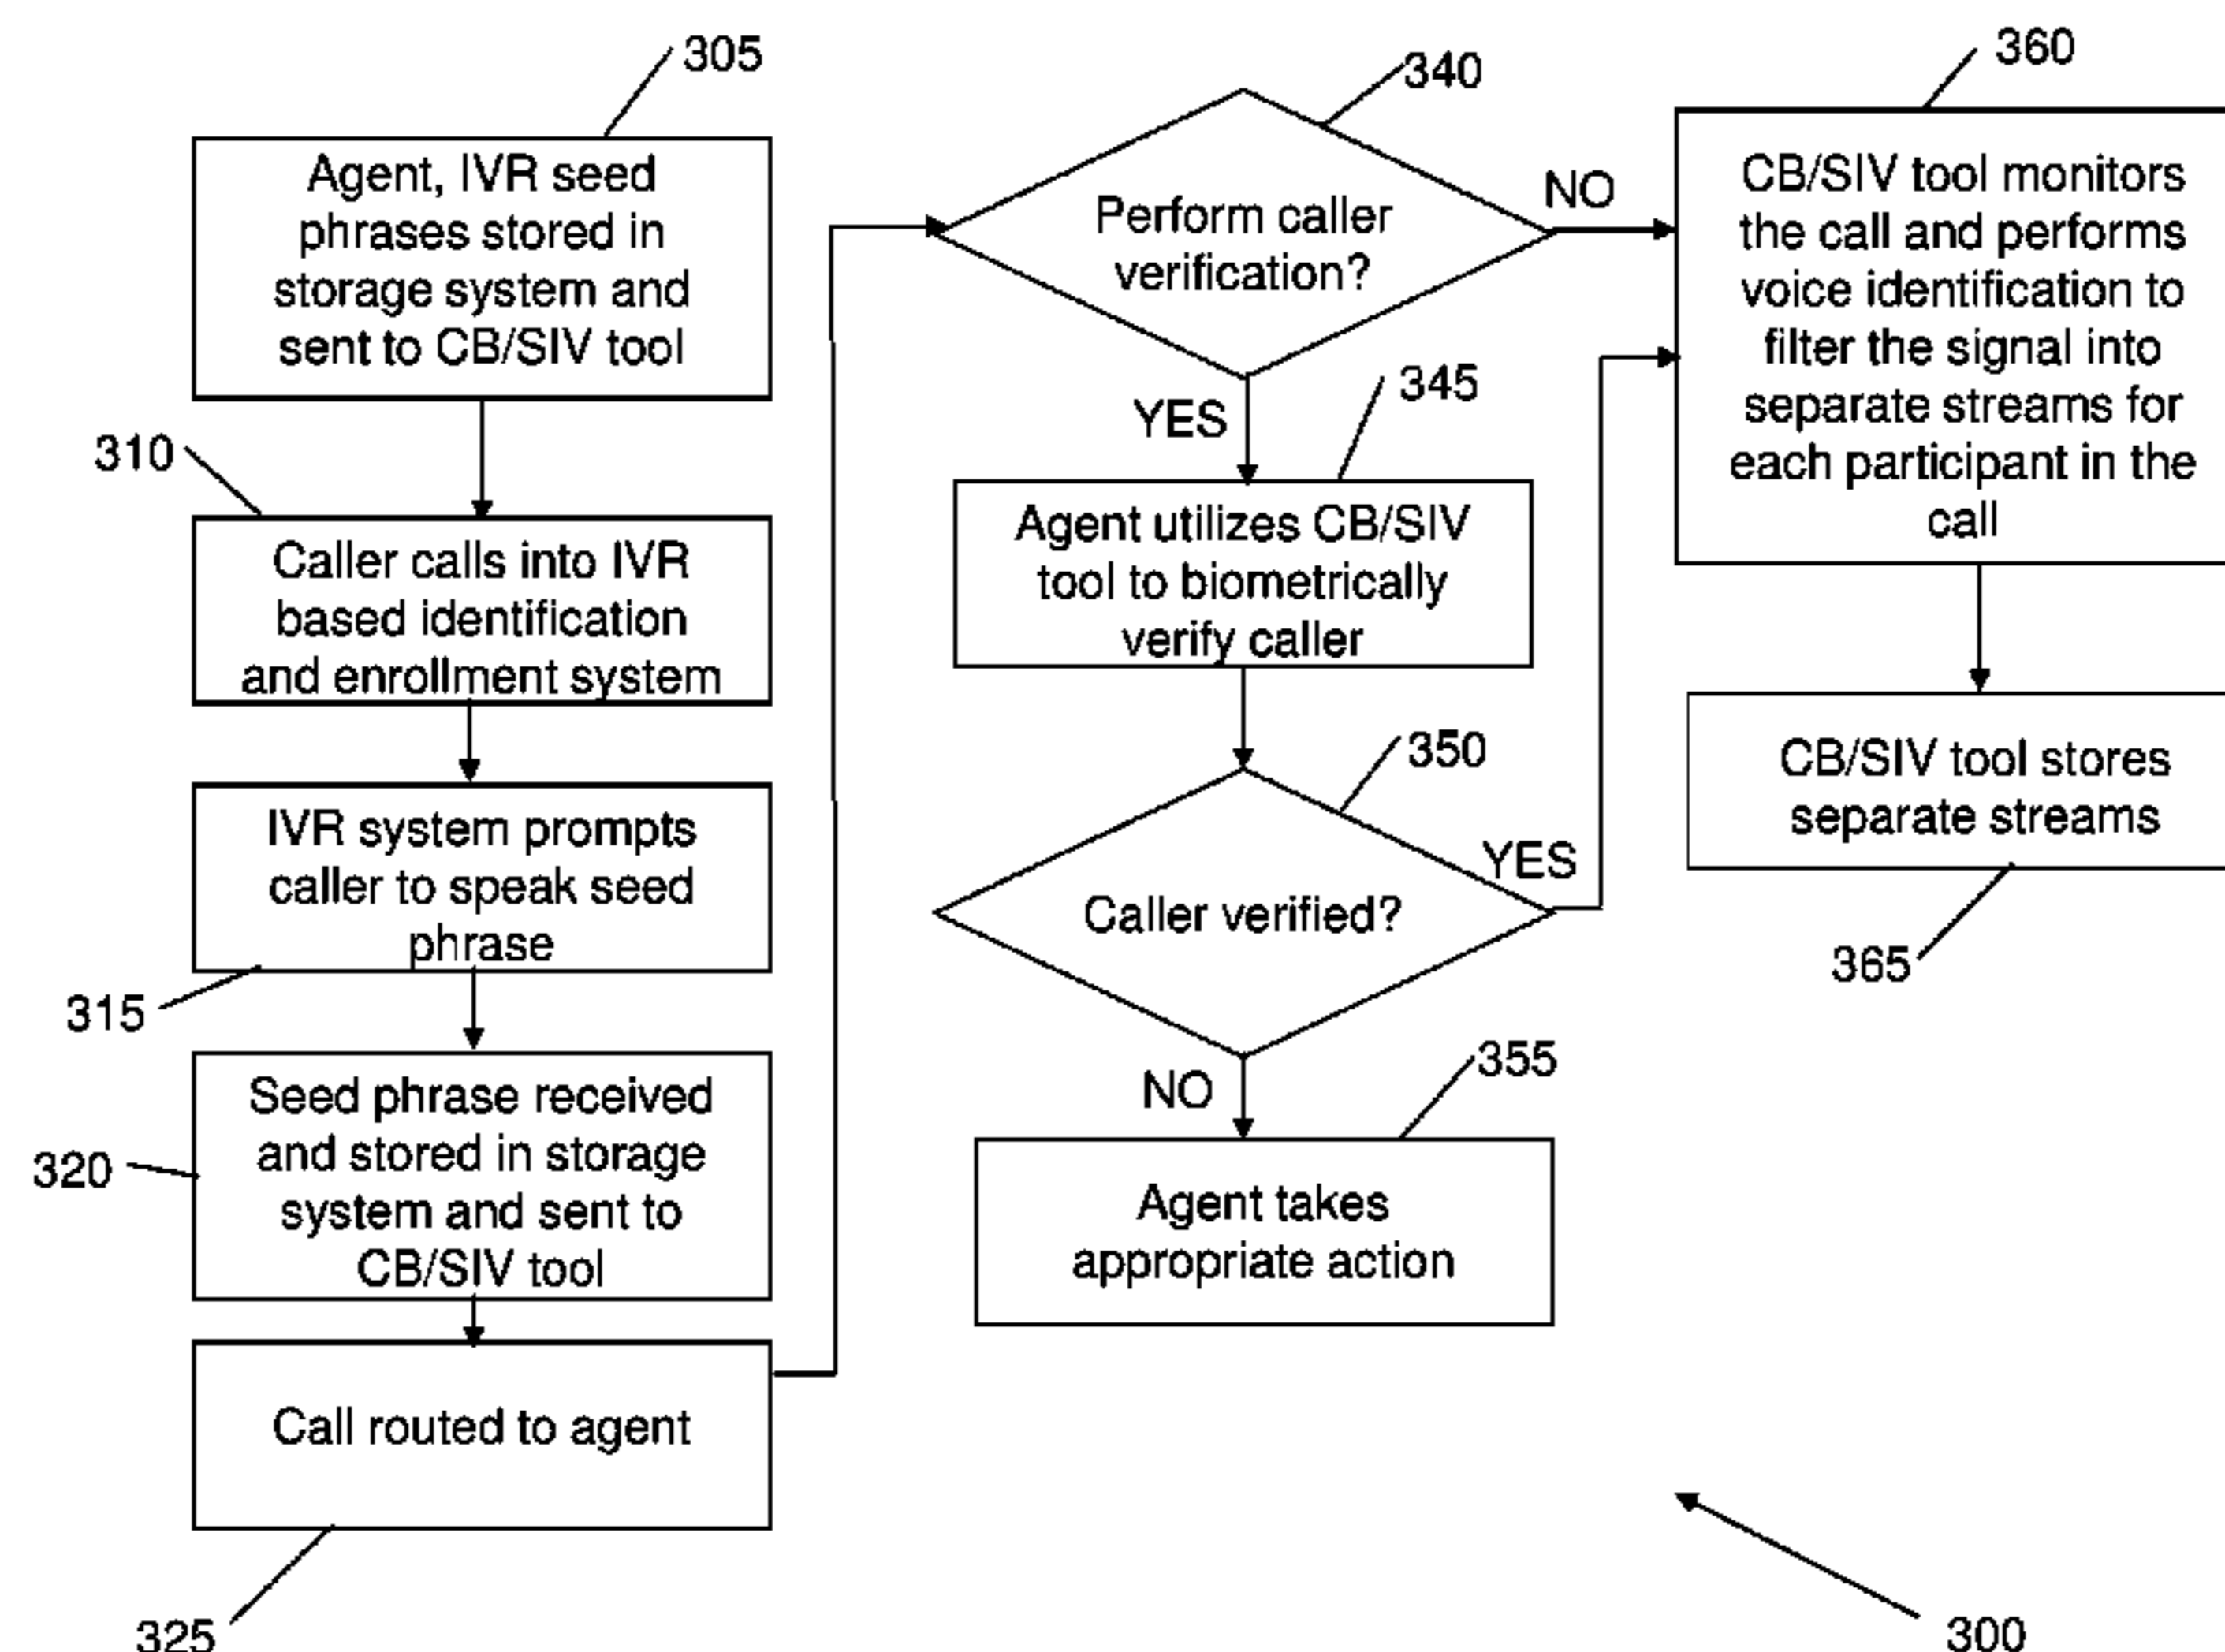 305
Agent, IVR seed
phrases stored in
storage system and
sent to CB/SIV tool
310
Caller calls into IVR
based identification
and enrollment system
IVR system prompts
caller to speak seed
phrase
315
Seed phrase received
and stored in storage
system and sent to
CB/SIV tool
320
Call routed to agent
325
340
Perform caller
verification?
NO
YES
345
Agent utilizes CB/SIV
tool to biometrically
verify caller
350
Caller verified?
YES
NO
355
Agent takes
appropriate action
360
CB/SIV tool monitors
the call and performs
voice identification to
filter the signal into
separate streams for
each participant in the
call
CB/SIV tool stores
separate streams
365
300